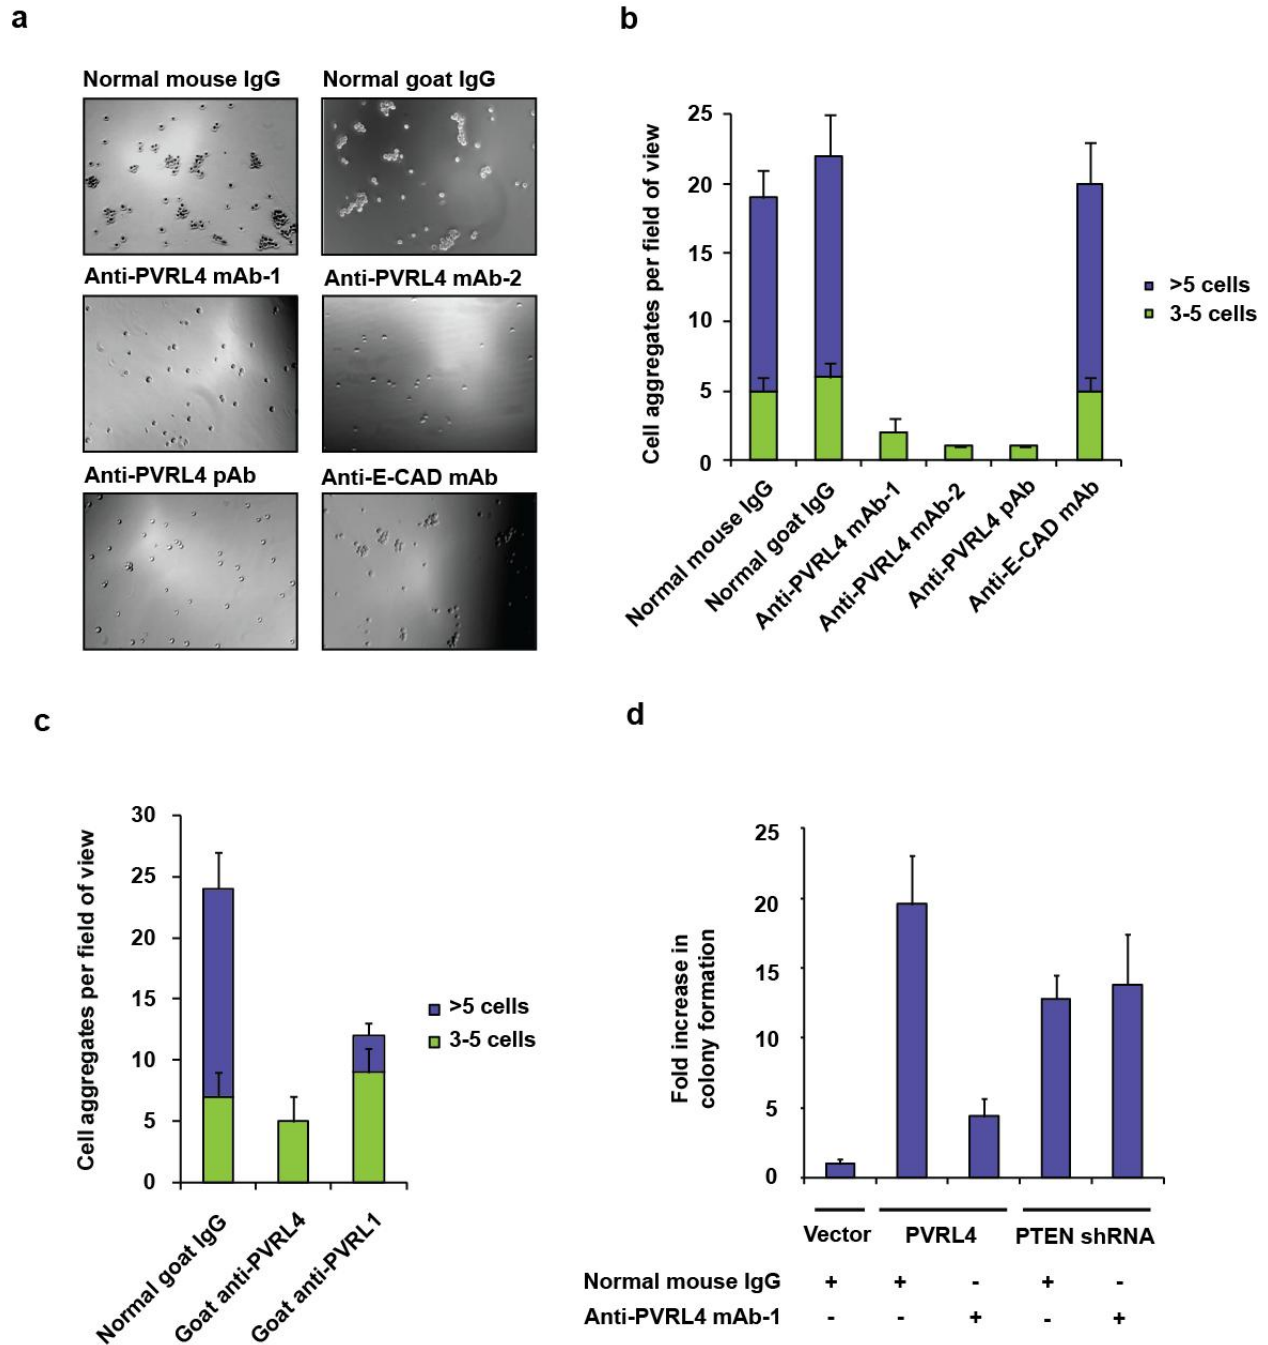 a
Normal mouse IgG
Normal goat IgG
Anti-PVRL4 mAb-1
Anti-PVRL4 mAb-2
Anti-PVRL4 pAb
Anti-E-CAD mAb
b
Cell aggregates per field of view
25
20
15
10
5
0
Normal mouse IgG
Normal goat IgG
Anti-PVRL4 mAb-1
Anti-PVRL4 mAb-2
Anti-PVRL4 pAb
Anti-E-CAD mAb
>5 cells
3-5 cells
c
Cell aggregates per field of view
30
25
20
15
10
5
0
Normal goat IgG
Goat anti-PVRL4
Goat anti-PVRL1
>5 cells
3-5 cells
d
Fold increase in
colony formation
25
20
15
10
5
0
Vector PVRL4 PTEN shRNA
Normal mouse IgG + + - + -
Anti-PVRL4 mAb-1 - - + - +